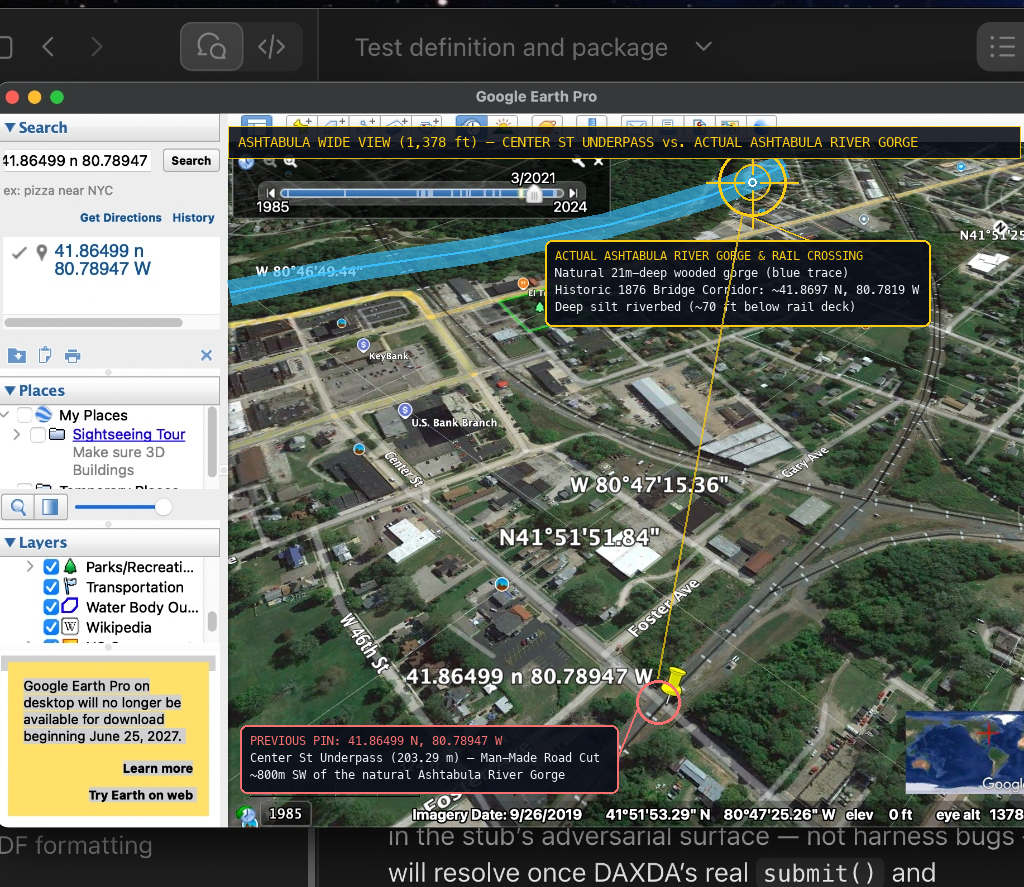 Test definition and package
Google Earth Pro
Search
41.86499 n 80.78947
Search
ex: pizza near NYC
Get Directions History
41.86499 n
80.78947 W
Places
My Places
Sightseeing Tour
Make sure 3D
Buildings
Layers
Parks/Recreati...
Transportation
Water Body Ou...
Wikipedia
Google Earth Pro on
desktop will no longer be
available for download
beginning June 25, 2027.
Learn more
Try Earth on web
ASHTABULA WIDE VIEW (1,378 ft) — CENTER ST UNDERPASS vs. ACTUAL ASHTABULA RIVER GORGE
3/2021
1985
2024
N41°51'25
W 80°46'49.44"
ACTUAL ASHTABULA RIVER GORGE & RAIL CROSSING
Natural 21m–deep wooded gorge (blue trace)
Historic 1876 Bridge Corridor: ~41.8697 N, 80.7819 W
Deep silt riverbed (~70 ft below rail deck)
KeyBank
U.S. Bank Branch
Center St
Gary Ave
W 80°47'15.36"
N41°51'51.84"
Foster Ave
W 46th St
41.86499 n 80.78947 W
PREVIOUS PIN: 41.86499 N, 80.78947 W
Center St Underpass (203.29 m) — Man–Made Road Cut
~800m SW of the natural Ashtabula River Gorge
Googl
1985
Imagery Date: 9/26/2019 41°51'53.29" N 80°47'25.26" W elev 0 ft eye alt 1378
DF formatting
in the stub's adversarial surface — not harness bugs
will resolve once DAXDA's real submit() and